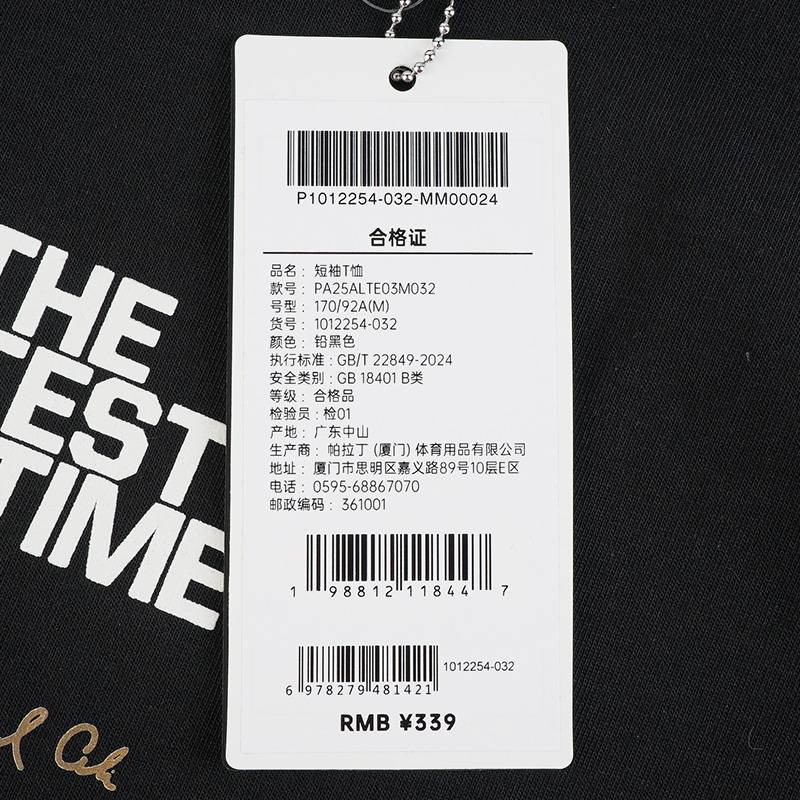 P1012254-032-MM00024
合格证
品名： 短袖T恤
款号： PA25ALTE03M032
号型： 170/92A(M)
货号： 1012254-032
颜色： 铅黑色
执行标准：GB/T 22849-2024
安全类别：GB 18401 B类
等级： 合格品
检验员：检01
产地： 广东中山
生产商： 帕拉丁 (厦门) 体育用品有限公司
地址： 厦门市思明区嘉义路89号10层E区
电话： 0595-68867070
邮政编码： 361001
1 98812 11844 7
1012254-032
6 978279 481421
RMB ¥339
THE
TEST
TIME